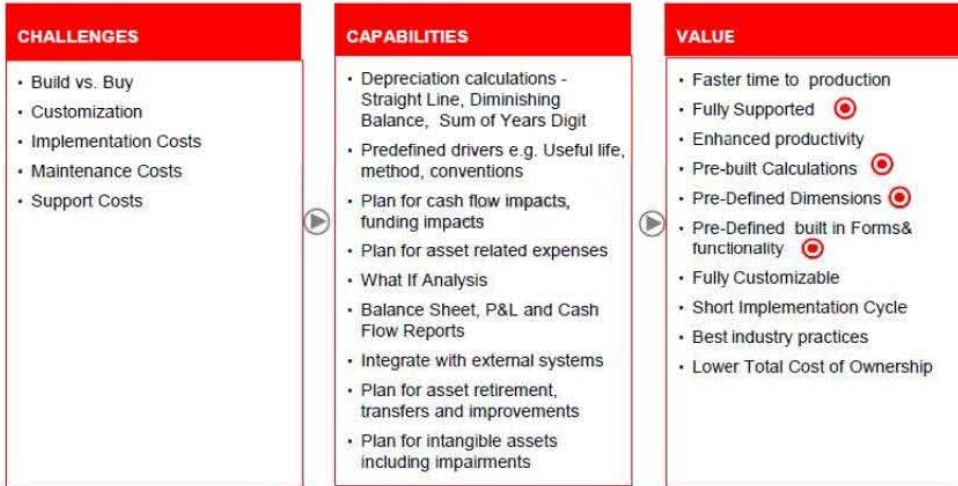 CHALLENGES
• Build vs. Buy
• Customization
• Implementation Costs
• Maintenance Costs
• Support Costs
CAPABILITIES
• Depreciation calculations -
Straight Line, Diminishing
Balance, Sum of Years Digit
• Predefined drivers e.g. Useful life,
method, conventions
• Plan for cash flow impacts,
funding impacts
• Plan for asset related expenses
• What If Analysis
• Balance Sheet, P&L and Cash
Flow Reports
• Integrate with external systems
• Plan for asset retirement,
transfers and improvements
• Plan for intangible assets
including impairments
VALUE
• Faster time to production
• Fully Supported
• Enhanced productivity
• Pre-built Calculations
• Pre-Defined Dimensions
• Pre-Defined built in Forms&
functionality
• Fully Customizable
• Short Implementation Cycle
• Best industry practices
• Lower Total Cost of Ownership